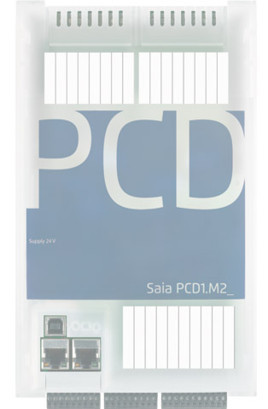 PCD
Supply 24 V
Saia PCD1.M2_